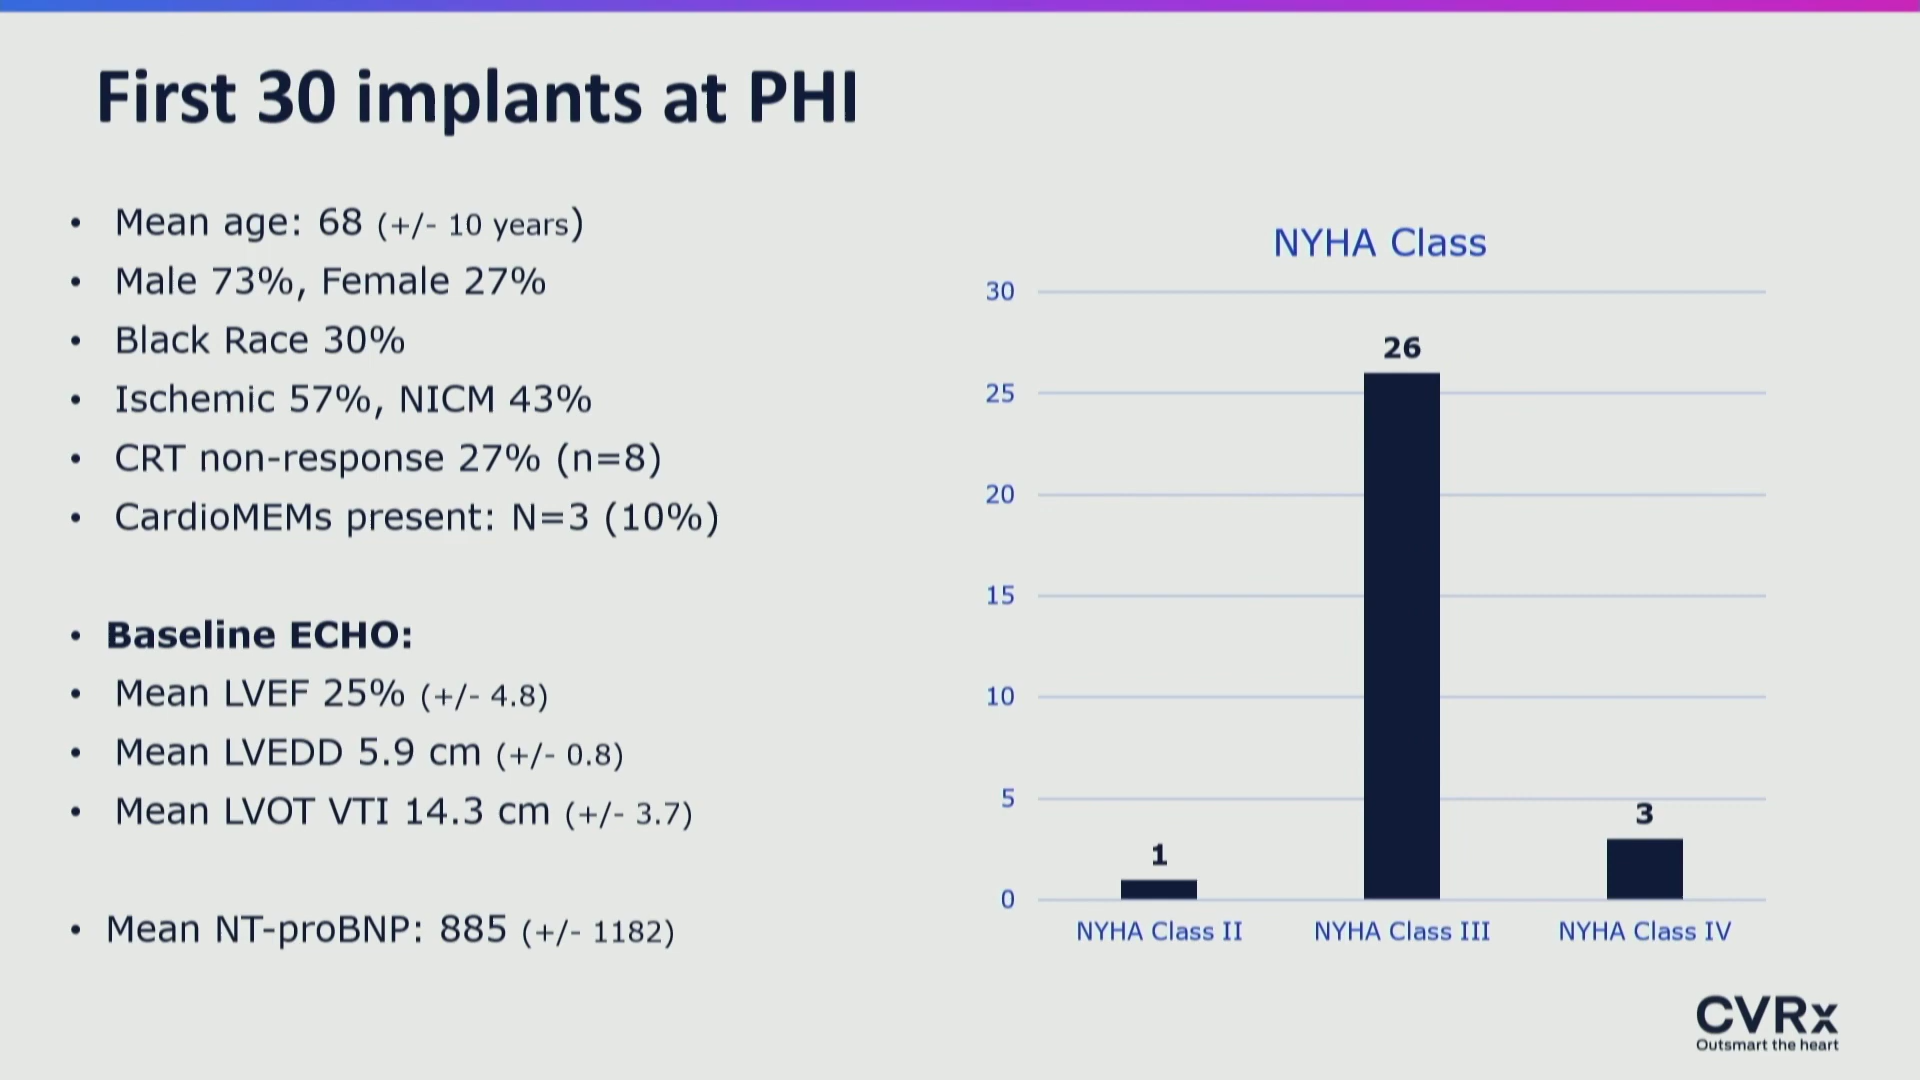 First 30 implants at PHI
• Mean age: 68 (+/- 10 years)
• Male 73%, Female 27%
• Black Race 30%
• Ischemic 57%, NICM 43%
• CRT non-response 27% (n=8)
• CardioMEMs present: N=3 (10%)
• Baseline ECHO:
• Mean LVEF 25% (+/- 4.8)
• Mean LVEDD 5.9 cm (+/- 0.8)
• Mean LVOT VTI 14.3 cm (+/- 3.7)
• Mean NT-proBNP: 885 (+/- 1182)
NYHA Class
30
25
20
15
10
5
0
1
26
3
NYHA Class II
NYHA Class III
NYHA Class IV
CVRx
Outsmart the heart